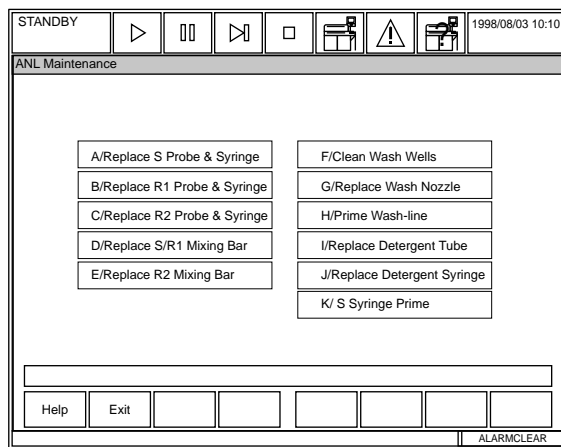 STANDBY
1998/08/03 10:10
ANL Maintenance
A/Replace S Probe & Syringe
B/Replace R1 Probe & Syringe
C/Replace R2 Probe & Syringe
D/Replace S/R1 Mixing Bar
E/Replace R2 Mixing Bar
F/Clean Wash Wells
G/Replace Wash Nozzle
H/Prime Wash-line
I/Replace Detergent Tube
J/Replace Detergent Syringe
K/ S Syringe Prime
Help
Exit
ALARMCLEAR